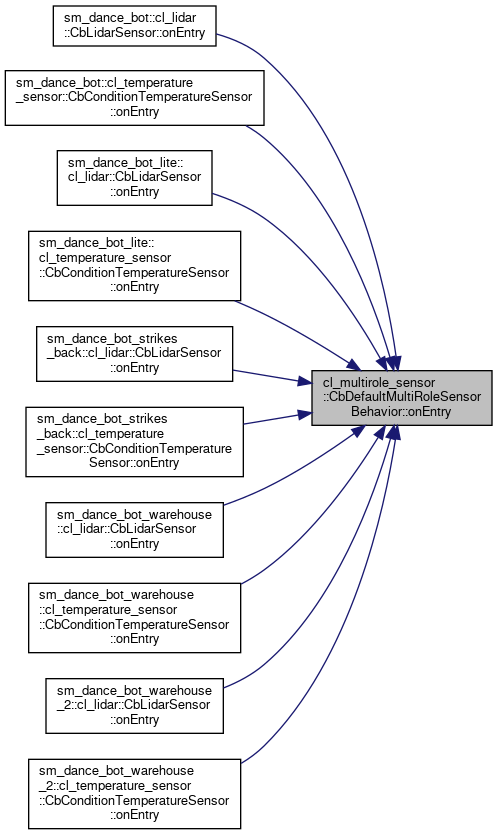 sm_dance_bot::cl_lidar
::CbLidarSensor::onEntry
sm_dance_bot::cl_temperature
_sensor::CbConditionTemperatureSensor
::onEntry
sm_dance_bot_lite::
cl_lidar::CbLidarSensor
::onEntry
sm_dance_bot_lite::
cl_temperature_sensor
::CbConditionTemperatureSensor
::onEntry
sm_dance_bot_strikes
_back::cl_lidar::CbLidarSensor
::onEntry
cl_multirole_sensor
::CbDefaultMultiRoleSensor
Behavior::onEntry
sm_dance_bot_strikes
_back::cl_temperature
_sensor::CbConditionTemperature
Sensor::onEntry
sm_dance_bot_warehouse
::cl_lidar::CbLidarSensor
::onEntry
sm_dance_bot_warehouse
::cl_temperature_sensor
::CbConditionTemperatureSensor
::onEntry
sm_dance_bot_warehouse
_2::cl_lidar::CbLidarSensor
::onEntry
sm_dance_bot_warehouse
_2::cl_temperature_sensor
::CbConditionTemperatureSensor
::onEntry